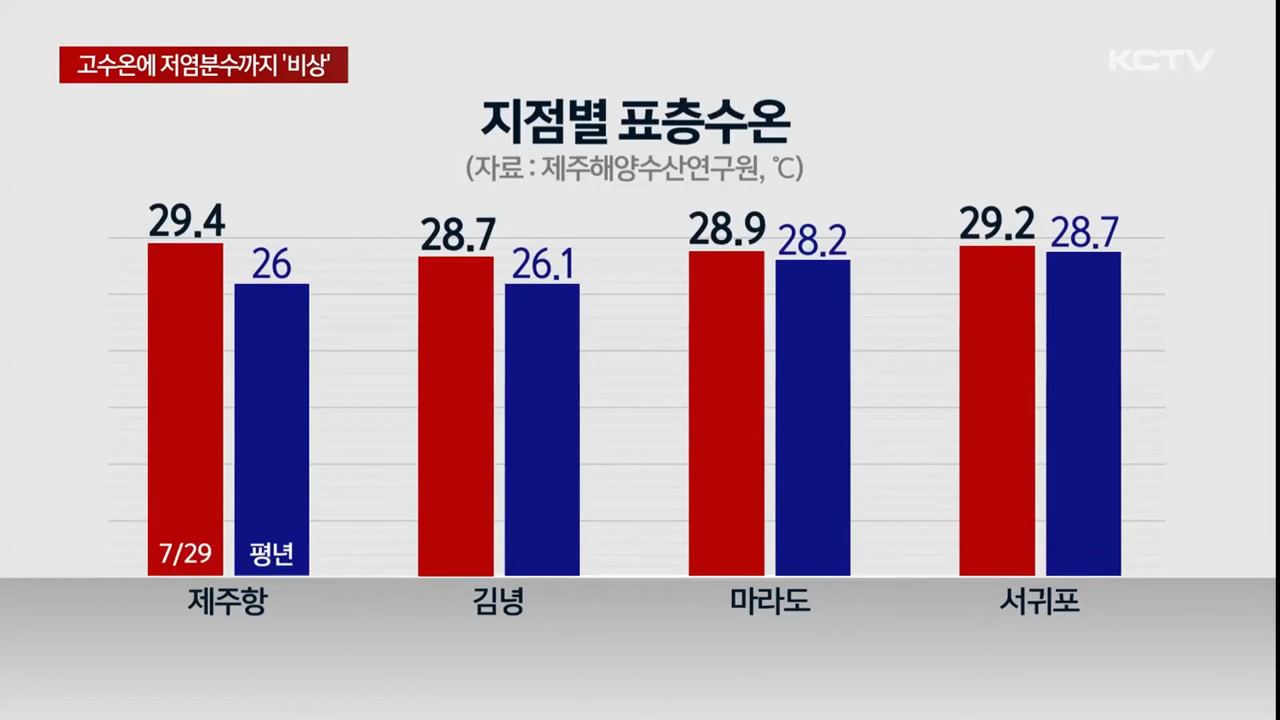 고수온에 저염분수까지 '비상'
KCTV
지점별 표층수온
(자료 : 제주해양수산연구원, ℃)
29.4 26 28.7 26.1 28.9 28.2 29.2 28.7
7/29 평년
제주항 김녕 마라도 서귀포